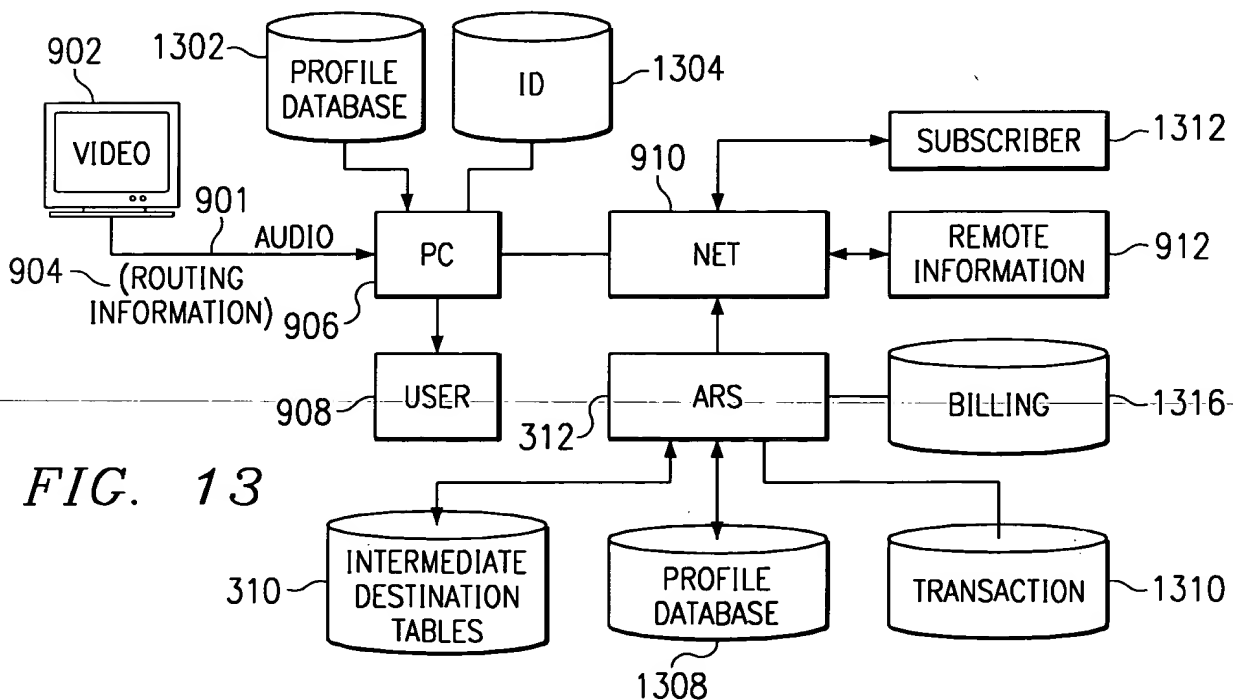 902
1302
PROFILE
DATABASE
ID
1304
VIDEO
901
AUDIO
904
(ROUTING
INFORMATION)
906
PC
910
NET
SUBSCRIBER
1312
REMOTE
INFORMATION
912
908
USER
312
ARS
BILLING
1316
FIG. 13
310
INTERMEDIATE
DESTINATION
TABLES
PROFILE
DATABASE
1308
TRANSACTION
1310